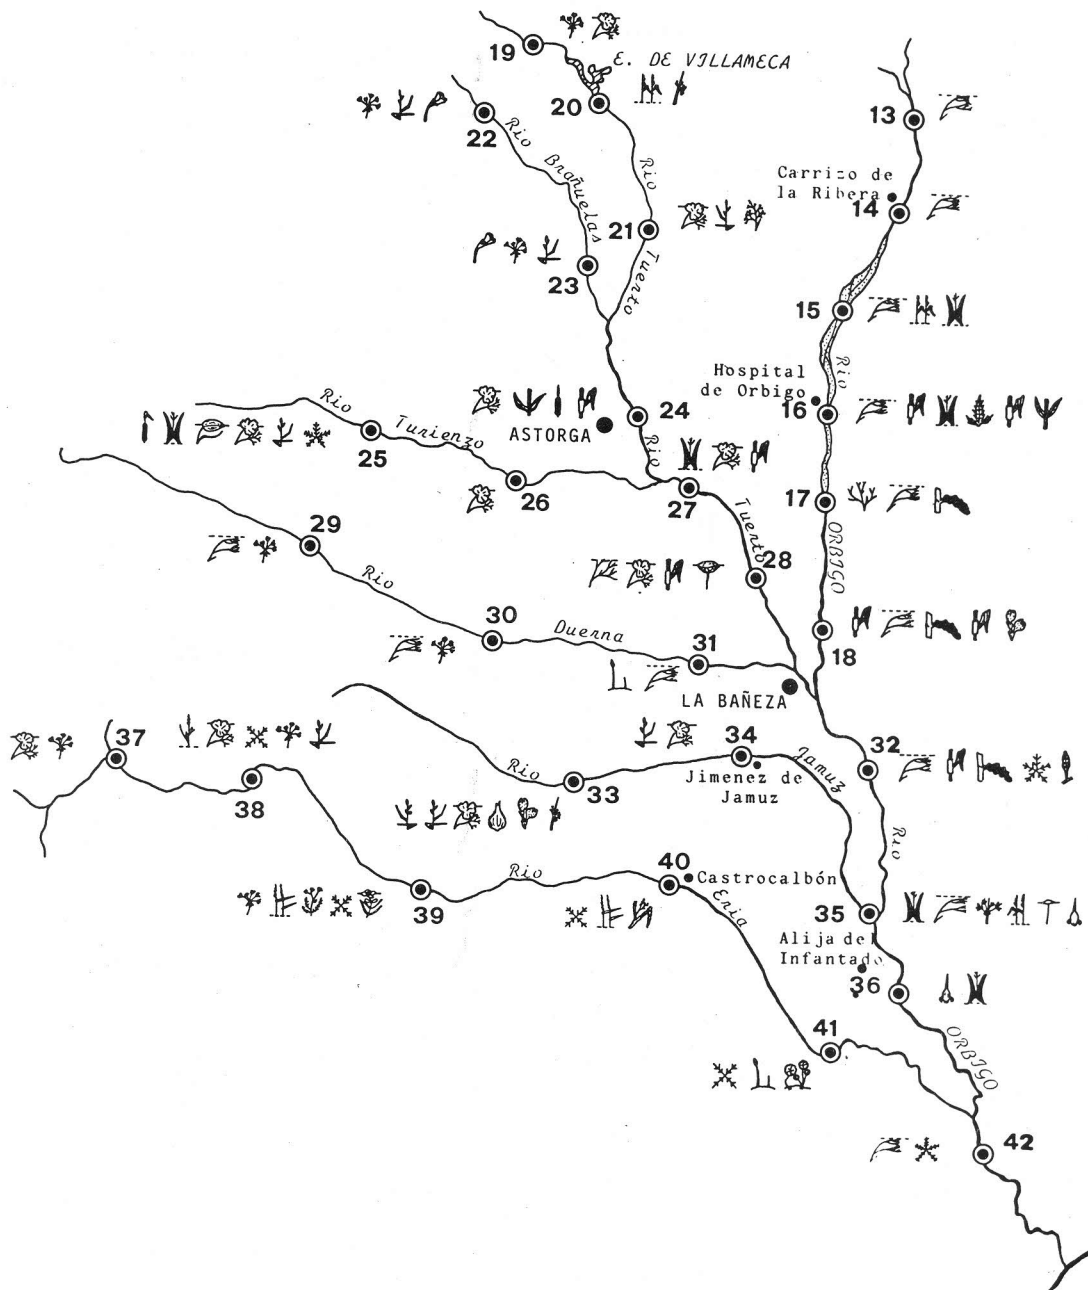 19
E. DE VILLAMECA
20
22
Rio
Brañuelas
13
Carrizo de
la Ribera
14
Rio
21
Tuerto
23
15
Hospital
de Orbigo
Rio
16
Rio
Turienzo
25
24
ASTORGA
Rio
26
27
17
ORBIGO
29
Tuerto
28
Rio
30
Duerna
31
18
LA BAÑEZA
37
34
Jamuz
32
Rio
Jimenez de
Jamuz
38
33
Rio
40
Castrocalbón
Rio
39
Eria
35
Alija del
Infantado
36
41
ORBIGO
42